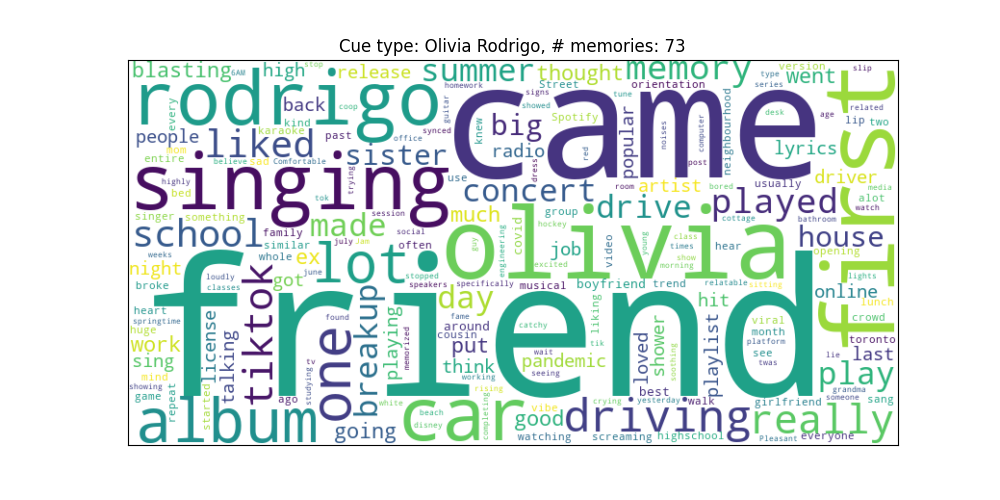 Cue type: Olivia Rodrigo, # memories: 73
blasting 6AM high stop release summer thought memory version went type slip
rodrigo back homework signs Street tune orientation series
every kind coop guitar came showed Spotify popular computer desk age related first
people liked karaoke past office synced knew big red noises neighbourhood lip two
mom entire sad sister radio post lyrics
believe Comfortable trying dress room bored driver media
singing highly bed tok use concert artist usually alot watch
singer something session much group drive played cottage bathroom
school family made social hockey olivia young class house opening
weeks similar july Jam often guy covid engineering job video times hear show
night whole ex june stopped excited morning relatable sitting lights
broke loudly classes got lot speakers specifically musical boyfriend trend online
heart springtime friend found day fame liking hit viral month platform lunch crowd
huge license tiktok one breakup playing memorized around cousin catchy tik loved shower playlist twas toronto
work talking tv put wait pandemic see lie last
sing mind studying think seeing soothing play
showing started working best grandma
game repeat ago white rising crying yesterday walk girlfriend someone sang
album beach car completing vibe good driving really
disney going watching screaming highschool Pleasant everyone